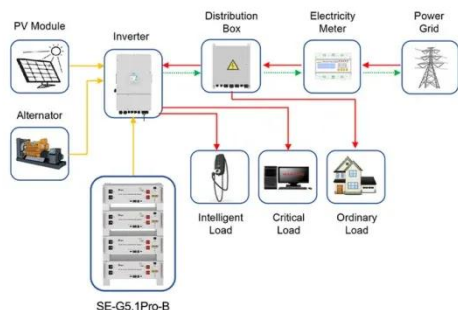 PV Module
Inverter
Distribution
Box
Electricity
Meter
Power
Grid
Alternator
Intelligent
Load
Critical
Load
Ordinary
Load
SE-G5.1Pro-B